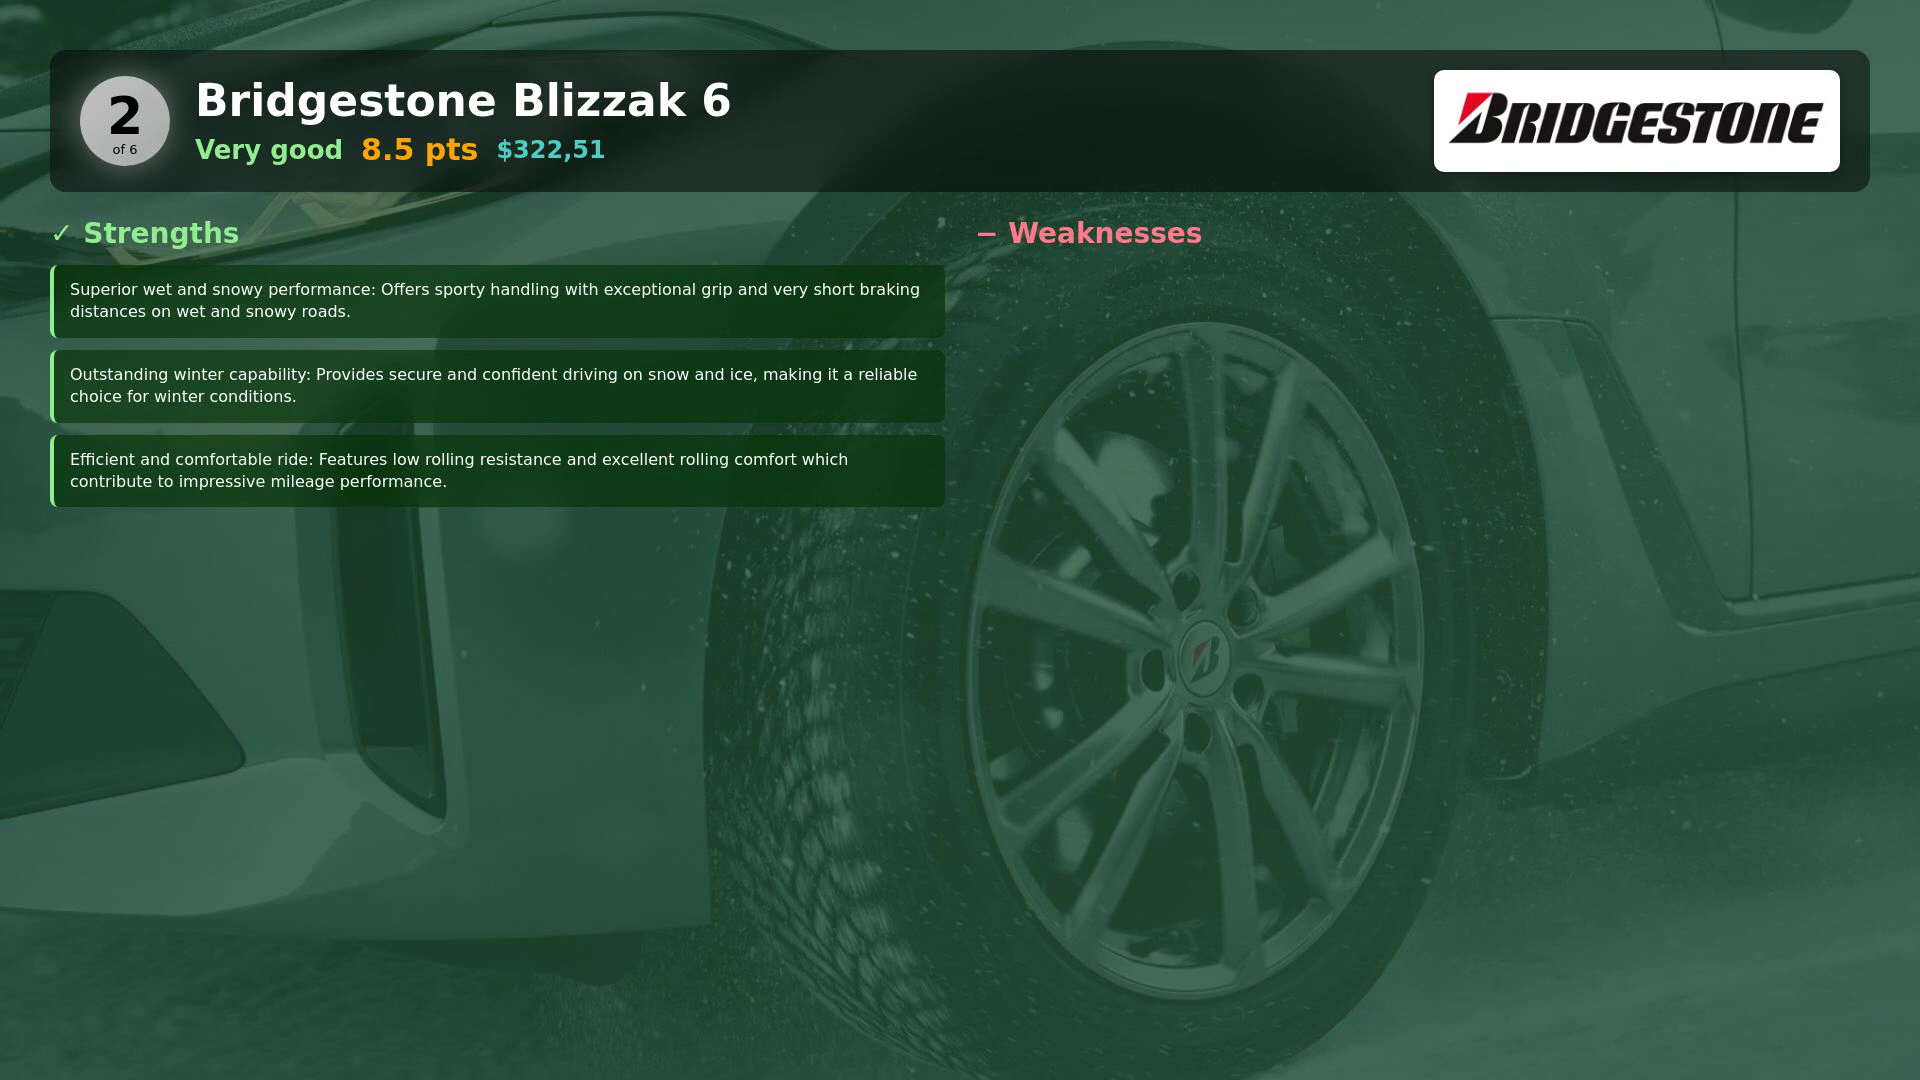 2
of 6
Bridgestone Blizzak 6
Very good 8.5 pts $322,51
BRIDGESTONE
✓ Strengths
Superior wet and snowy performance: Offers sporty handling with exceptional grip and very short braking
distances on wet and snowy roads.
Outstanding winter capability: Provides secure and confident driving on snow and ice, making it a reliable
choice for winter conditions.
Efficient and comfortable ride: Features low rolling resistance and excellent rolling comfort which
contribute to impressive mileage performance.
− Weaknesses